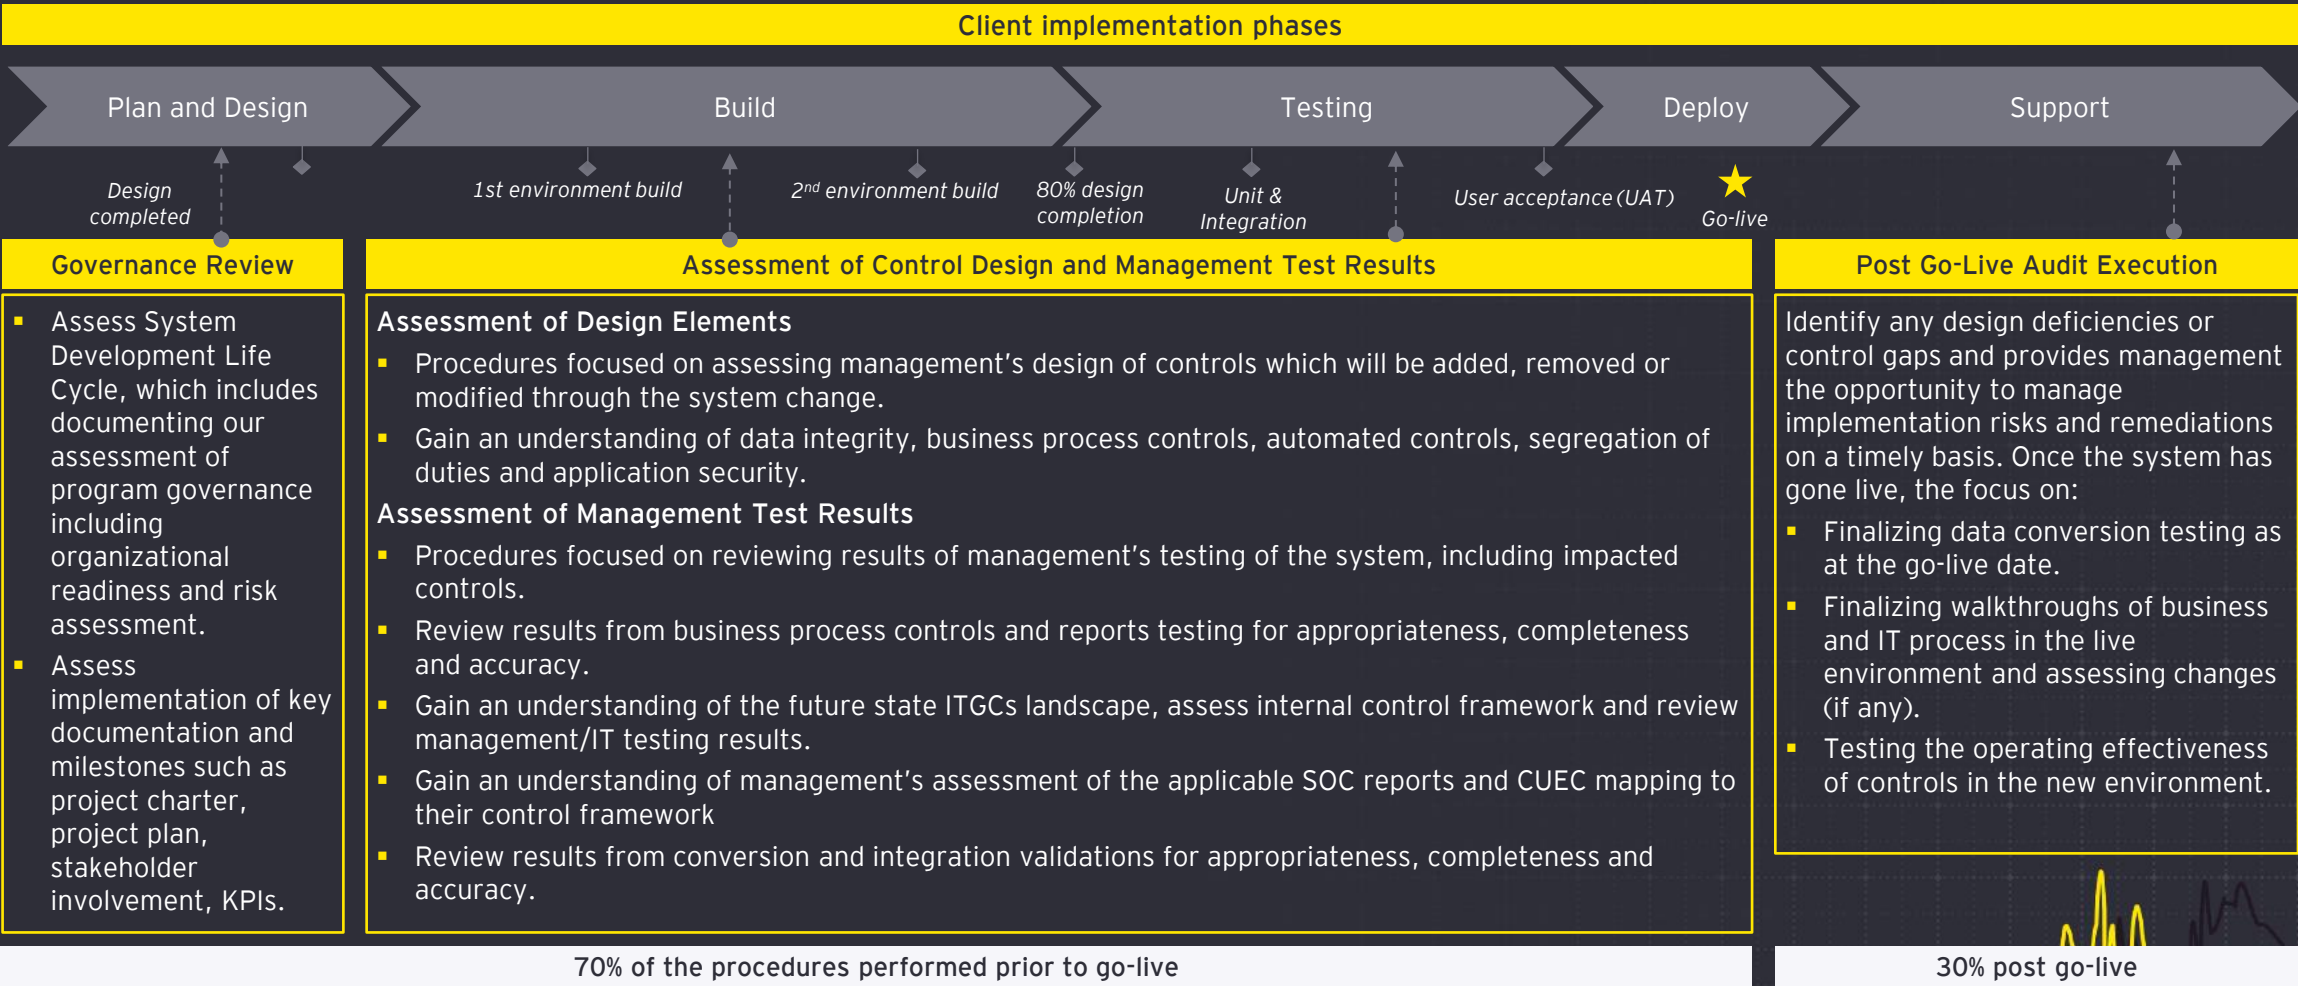 Client implementation phases
Plan and Design
Build
Testing
Deploy
Support
Design
completed
1st environment build
2nd environment build
80% design
completion
Unit &
Integration
User acceptance (UAT)
Go-live
Governance Review
▪ Assess System
Development Life
Cycle, which includes
documenting our
assessment of
program governance
including
organizational
readiness and risk
assessment.
▪ Assess
implementation of key
documentation and
milestones such as
project charter,
project plan,
stakeholder
involvement, KPIs.
Assessment of Control Design and Management Test Results
Assessment of Design Elements
▪ Procedures focused on assessing management's design of controls which will be added, removed or
modified through the system change.
▪ Gain an understanding of data integrity, business process controls, automated controls, segregation of
duties and application security.
Assessment of Management Test Results
▪ Procedures focused on reviewing results of management's testing of the system, including impacted
controls.
▪ Review results from business process controls and reports testing for appropriateness, completeness
and accuracy.
▪ Gain an understanding of the future state ITGCs landscape, assess internal control framework and review
management/IT testing results.
▪ Gain an understanding of management's assessment of the applicable SOC reports and CUEC mapping to
their control framework
▪ Review results from conversion and integration validations for appropriateness, completeness and
accuracy.
Post Go-Live Audit Execution
Identify any design deficiencies or
control gaps and provides management
the opportunity to manage
implementation risks and remediations
on a timely basis. Once the system has
gone live, the focus on:
▪ Finalizing data conversion testing as
at the go-live date.
▪ Finalizing walkthroughs of business
and IT process in the live
environment and assessing changes
(if any).
▪ Testing the operating effectiveness
of controls in the new environment.
70% of the procedures performed prior to go-live
30% post go-live